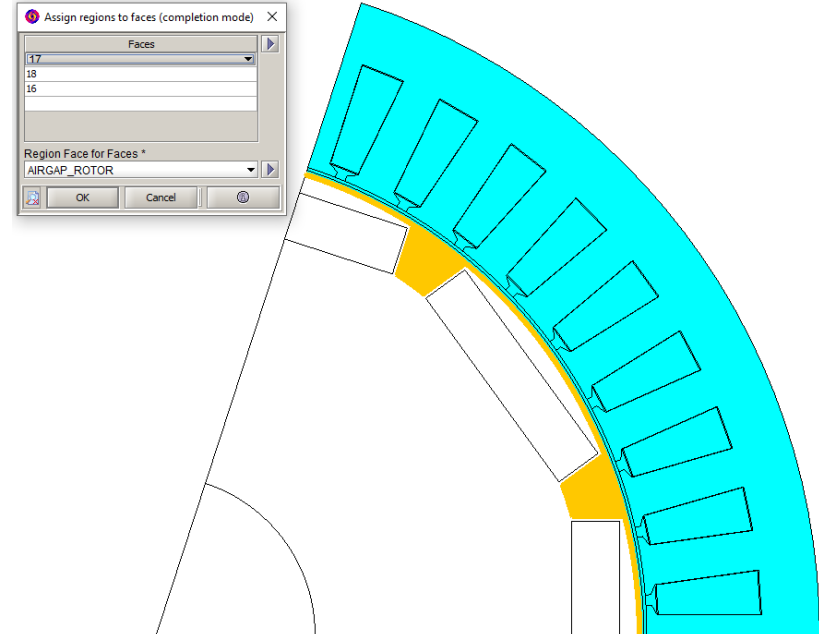 Assign regions to faces (completion mode)
Faces
17
18
16
Region Face for Faces *
AIRGAP_ROTOR
OK Cancel